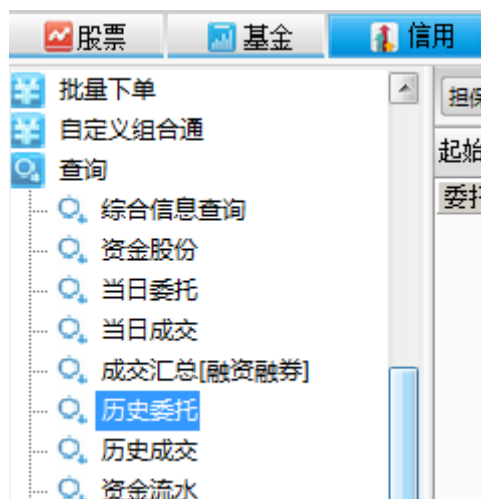 股票 基金 信用
批量下单
自定义组合通
查询
综合信息查询
资金股份
当日委托
当日成交
成交汇总[融资融券]
历史委托
历史成交
资金流水
担保
起始
委托